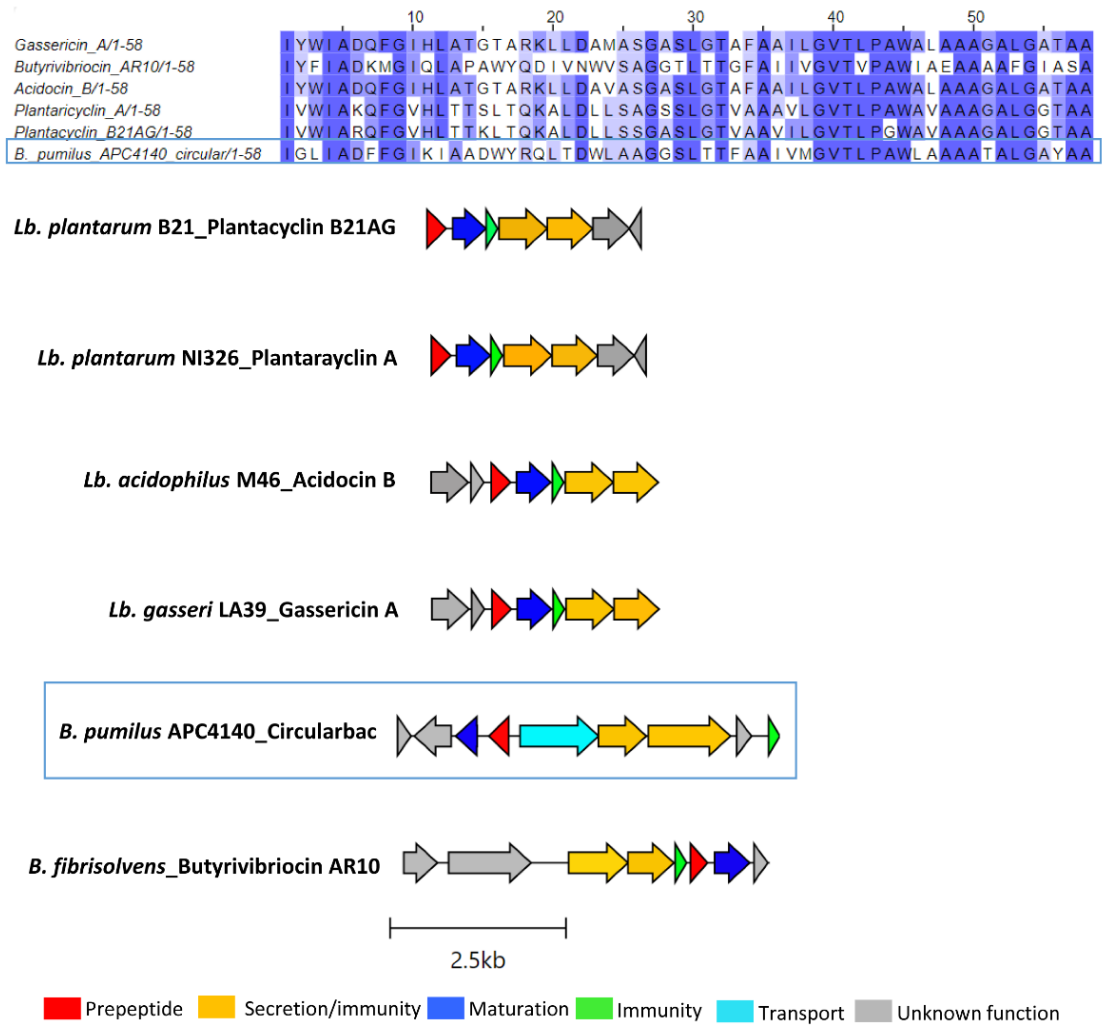 10 20 30 40 50
Gassericin_A/1-58 IYWIADQFGIHLATGTARKLLDAMASGASLGTAFAAILGVTLPAWALAAAGALGATAA
Butyrivibriocin_AR10/1-58 IYFIADKMGIQLAPAWYQDIVNWVSAGGTLTTGFAIIVGVTVPAWIAEAAAAFGIASA
Acidocin_B/1-58 IYWIADQFGIHLATGTARKLLDAVASGASLGTAFAAILGVTLPAWALAAAGALGATAA
Plantaricyclin_A/1-58 IVWIAKQFGVHLTTSLTQKALDLLSAGSSLGTVAAAVLGVTLPAWAVAAAGALGGTAA
Plantacyclin_B21AG/1-58 IVWIARQFGVHLTTKLTQKALDLLSSGASLGTVAAVILGVTLPGWAVAAAGALGGTAA
B._pumilus_APC4140_circular/1-58 IGLIADFFGIKIAADWYRQLTDWLAAGGSLTTFAAIVMGVTLPAWLAAAATALGAYAA
Lb. plantarum B21_Plantacyclin B21AG
Lb. plantarum NI326_Plantarayclin A
Lb. acidophilus M46_Acidocin B
Lb. gasseri LA39_Gassericin A
B. pumilus APC4140_Circularbac
B. fibrisolvens_Butyrivibriocin AR10
2.5kb
Prepeptide Secretion/immunity Maturation Immunity Transport Unknown function